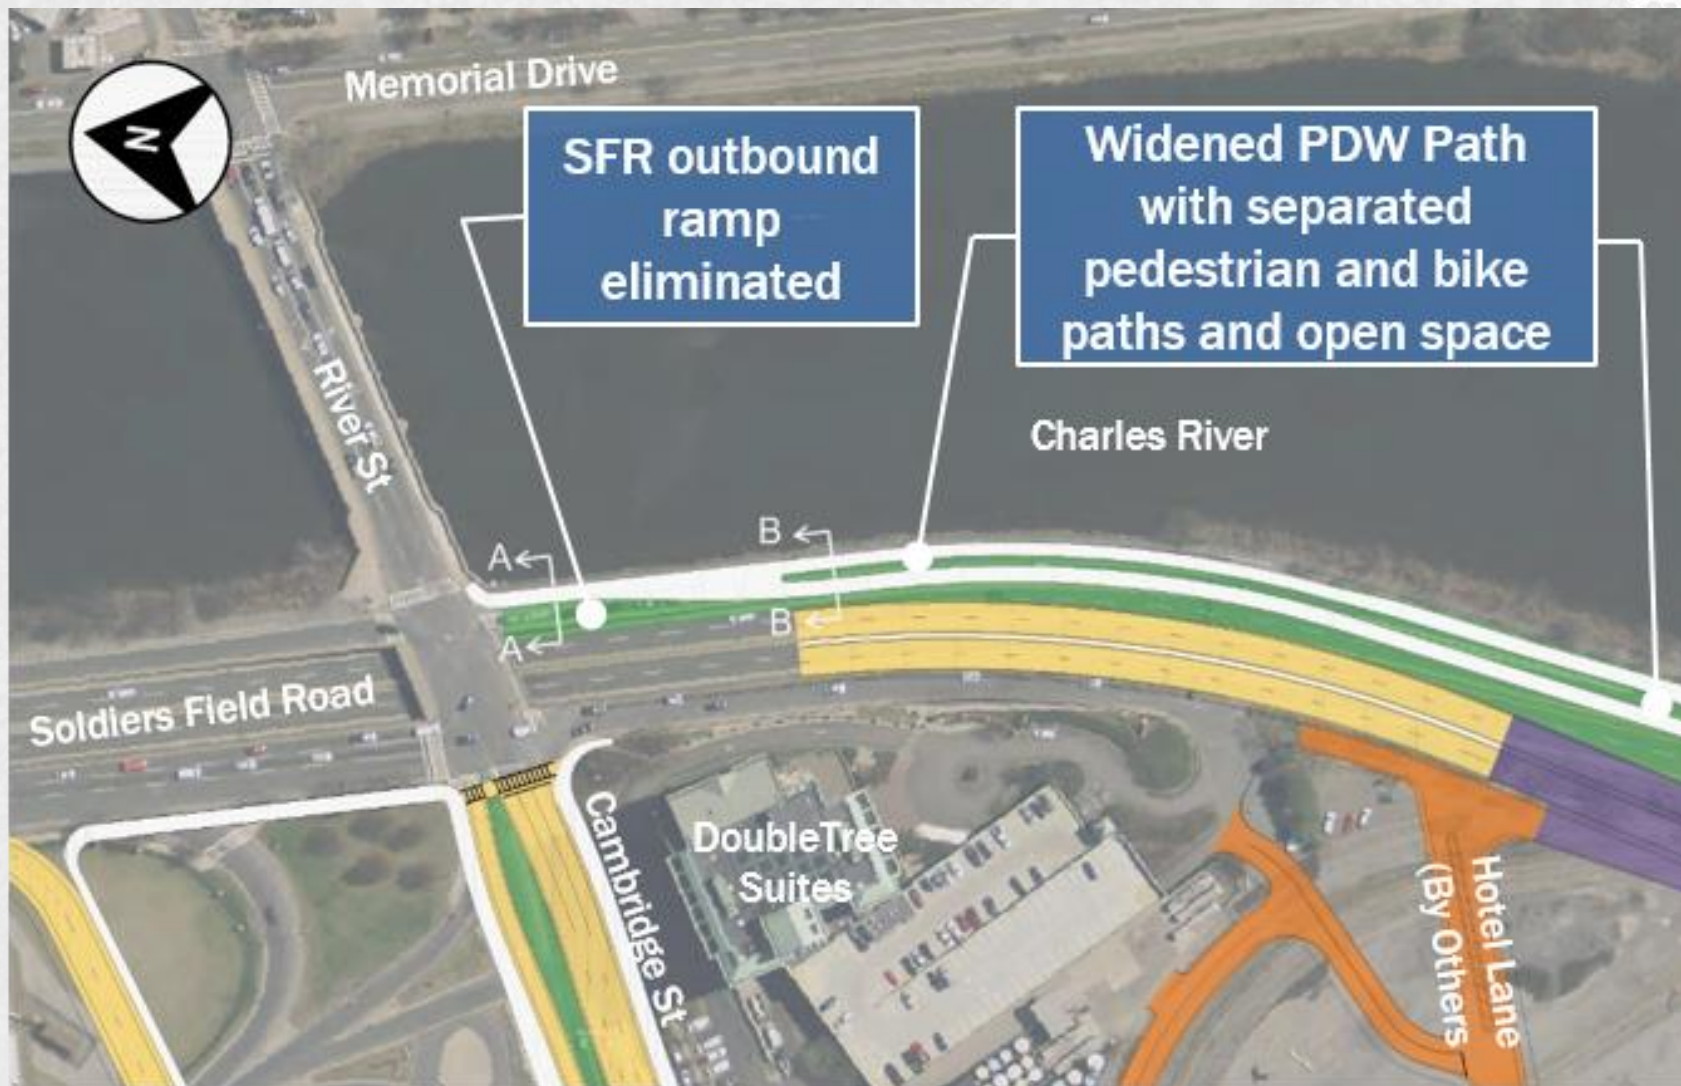 Memorial Drive
N
SFR outbound
ramp
eliminated
Widened PDW Path
with separated
pedestrian and bike
paths and open space
River St
Charles River
A
B
A
B
Soldiers Field Road
Cambridge St
DoubleTree
Suites
Hotel Lane
(By Others